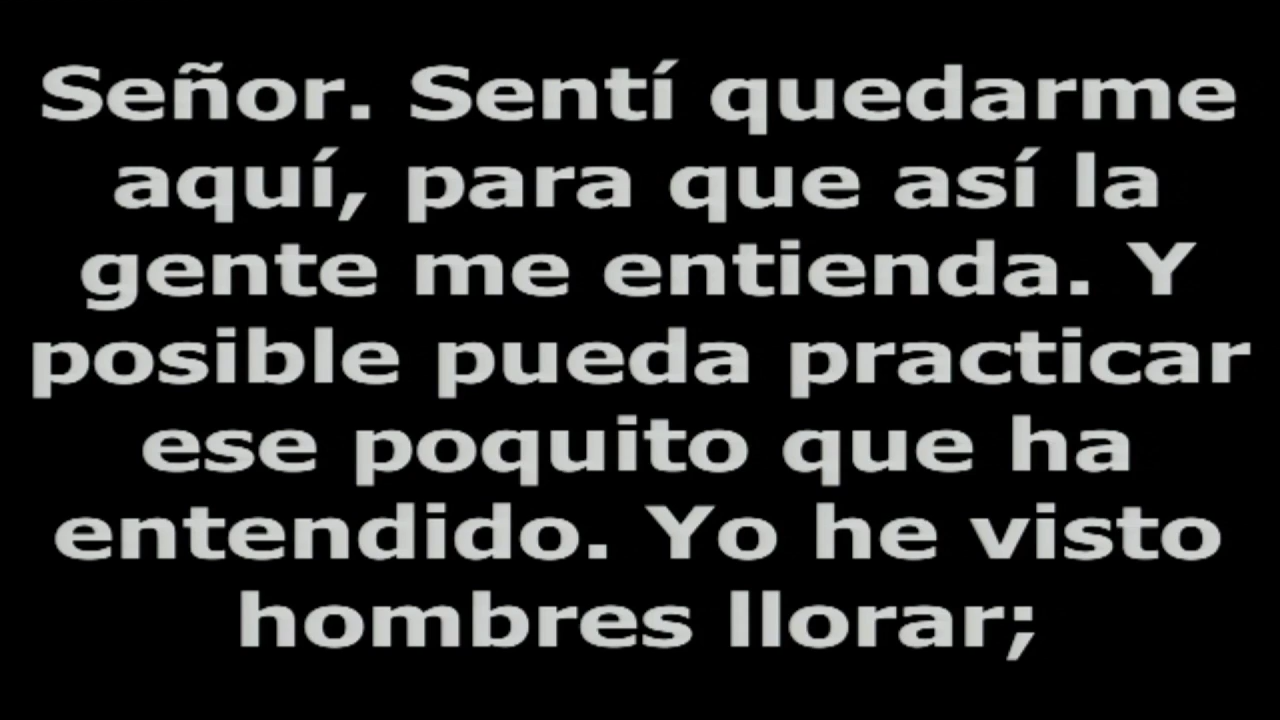 Señor. Sentí quedarme
aquí, para que así la
gente me entienda. Y
posible pueda practicar
ese poquito que ha
entendido. Yo he visto
hombres llorar;